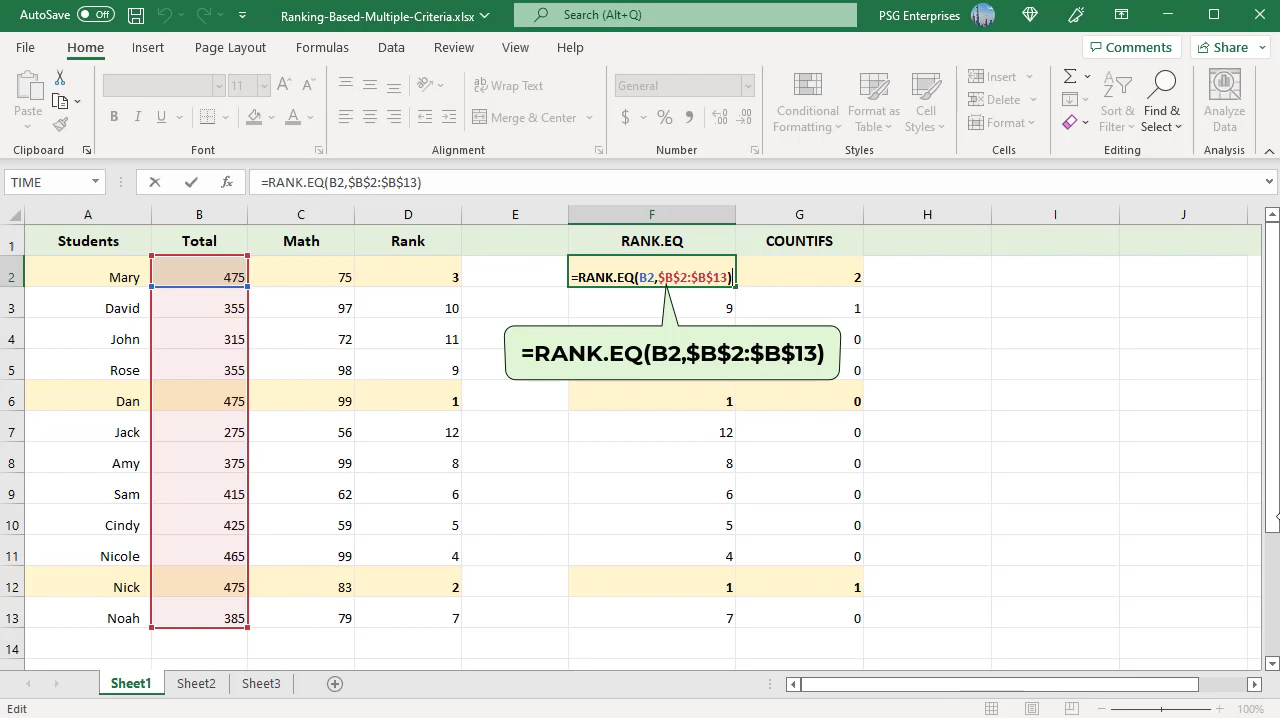 AutoSave Off Ranking-Based-Multiple-Criteria.xlsx Search (Alt+Q) PSG Enterprises
File Home Insert Page Layout Formulas Data Review View Help Comments Share
Paste 11 Wrap Text General Conditional Formatting Format as Table Cell Styles Insert Sort & Filter Find & Select Analyze Data
B I U A Merge & Center $ % Delete
Format
Clipboard Font Alignment Number Styles Cells Editing Analysis
TIME fx =RANK.EQ(B2,$B$2:$B$13)
A B C D E F G H I J
1 Students Total Math Rank RANK.EQ COUNTIFS
2 Mary 475 75 3 =RANK.EQ(B2,$B$2:$B$13) 2
3 David 355 97 10 9 1
4 John 315 72 11 0
=RANK.EQ(B2,$B$2:$B$13)
5 Rose 355 98 9 0
6 Dan 475 99 1 1 0
7 Jack 275 56 12 12 0
8 Amy 375 99 8 8 0
9 Sam 415 62 6 6 0
10 Cindy 425 59 5 5 0
11 Nicole 465 99 4 4 0
12 Nick 475 83 2 1 1
13 Noah 385 79 7 7 0
14
Sheet1 Sheet2 Sheet3
Edit 100%